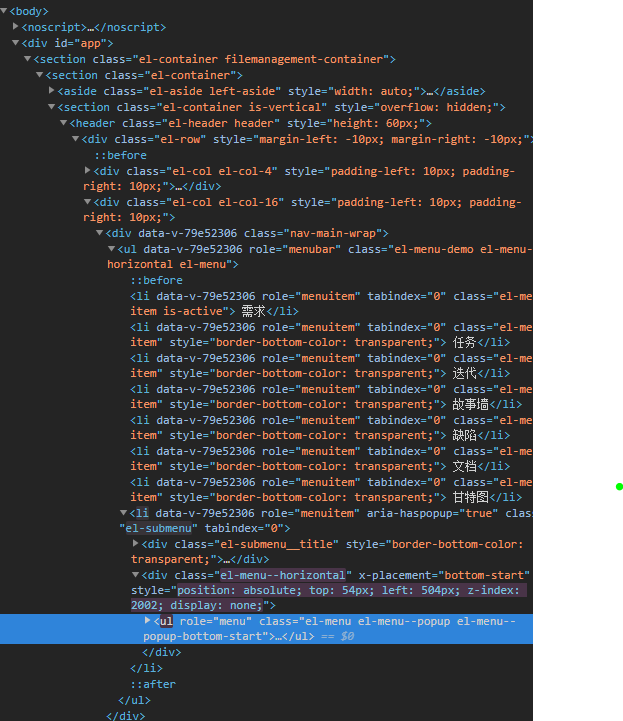 <body>
<noscript>…</noscript>
<div id="app">
<section class="el-container filemanagement-container">
<section class="el-container">
<aside class="el-aside left-aside" style="width: auto;">…</aside>
<section class="el-container is-vertical" style="overflow: hidden;">
<header class="el-header header" style="height: 60px;">
<div class="el-row" style="margin-left: -10px; margin-right: -10px;">
::before
<div class="el-col el-col-4" style="padding-left: 10px; padding-
right: 10px;">…</div>
<div class="el-col el-col-16" style="padding-left: 10px; padding-
right: 10px;">
<div data-v-79e52306 class="nav-main-wrap">
<ul data-v-79e52306 role="menubar" class="el-menu-demo el-menu-
horizontal el-menu">
::before
<li data-v-79e52306 role="menuitem" tabindex="0" class="el-me
item is-active"> 需求</li>
<li data-v-79e52306 role="menuitem" tabindex="0" class="el-me
item" style="border-bottom-color: transparent;"> 任务</li>
<li data-v-79e52306 role="menuitem" tabindex="0" class="el-me
item" style="border-bottom-color: transparent;"> 迭代</li>
<li data-v-79e52306 role="menuitem" tabindex="0" class="el-me
item" style="border-bottom-color: transparent;"> 故事墙</li>
<li data-v-79e52306 role="menuitem" tabindex="0" class="el-me
item" style="border-bottom-color: transparent;"> 缺陷</li>
<li data-v-79e52306 role="menuitem" tabindex="0" class="el-me
item" style="border-bottom-color: transparent;"> 文档</li>
<li data-v-79e52306 role="menuitem" tabindex="0" class="el-me
item" style="border-bottom-color: transparent;"> 甘特图</li>
<li data-v-79e52306 role="menuitem" aria-haspopup="true" clas
"el-submenu" tabindex="0">
<div class="el-submenu__title" style="border-bottom-color:
transparent;">…</div>
<div class="el-menu--horizontal" x-placement="bottom-start"
style="position: absolute; top: 54px; left: 504px; z-index:
2002; display: none;">
<ul role="menu" class="el-menu el-menu--popup el-menu--
popup-bottom-start">…</ul> == $0
</div>
</li>
::after
</ul>
</div>